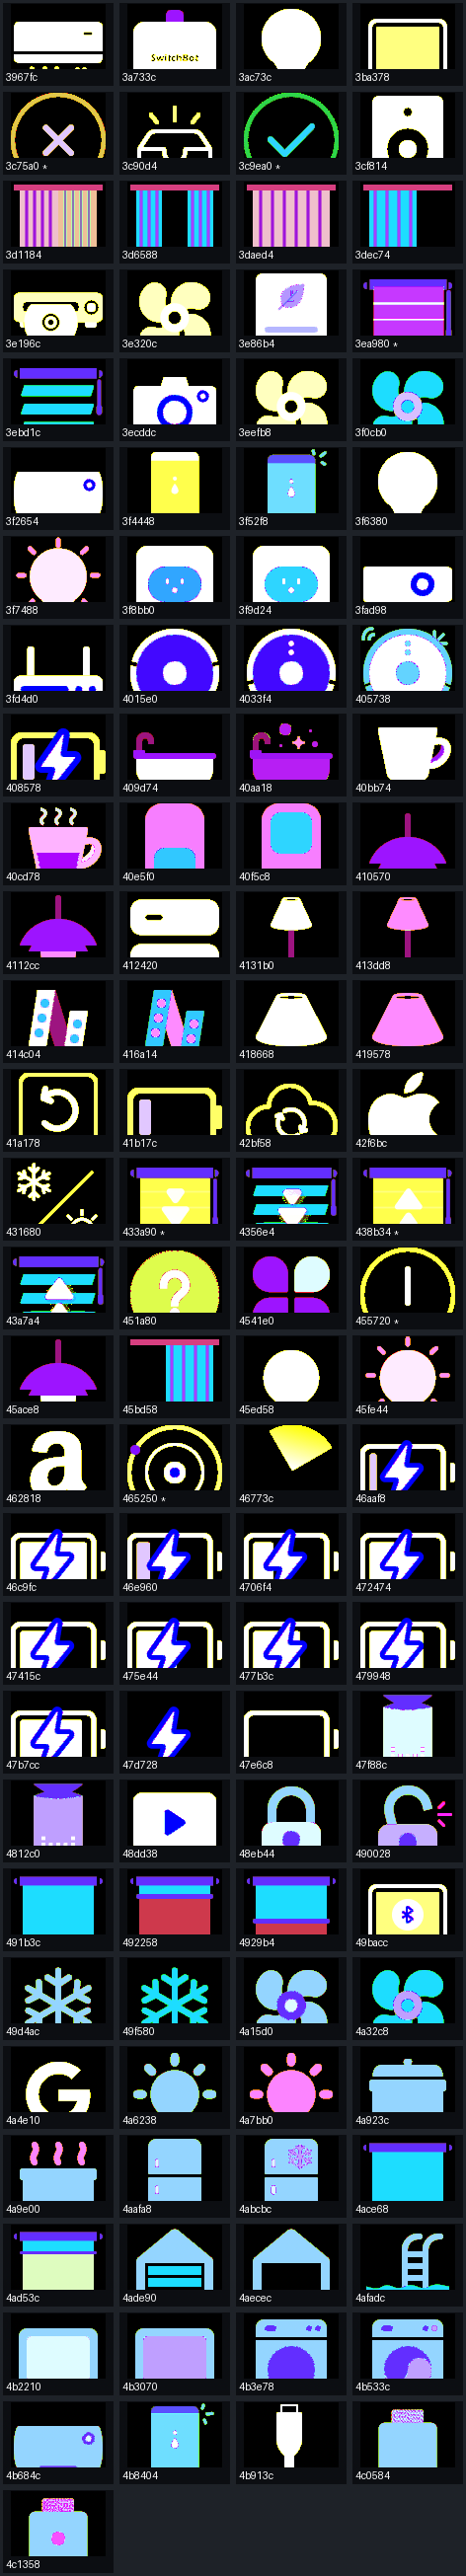 SwitchBot
3967fc 3a733c 3ac73c 3ba378
3c75a0 * 3c90d4 3c9ea0 * 3cf814
3d1184 3d6588 3daed4 3dec74
3e196c 3e320c 3e86b4 3ea980 *
3ebd1c 3ecddc 3eefb8 3f0cb0
3f2654 3f4448 3f52f8 3f6380
3f7488 3f8bb0 3f9d24 3fad98
3fd4d0 4015e0 4033f4 405738
408578 409d74 40aa18 40bb74
40cd78 40e5f0 40f5c8 410570
4112cc 412420 4131b0 413dd8
414c04 416a14 418668 419578
41a178 41b17c 42bf58 42f6bc
431680 433a90 * 4356e4 438b34 *
43a7a4 451a80 4541e0 455720 *
45ace8 45bd58 45ed58 45fe44
a
462818 465250 * 46773c 46aaf8
46c9fc 46e960 4706f4 472474
47415c 475e44 477b3c 479948
47b7cc 47d728 47e6c8 47f88c
4812c0 48dd38 48eb44 490028
491b3c 492258 4929b4 49bacc
49d4ac 49f580 4a15d0 4a32c8
G
4a4e10 4a6238 4a7bb0 4a923c
4a9e00 4aafa8 4abcbc 4ace68
4ad53c 4ade90 4aecec 4afadc
4b2210 4b3070 4b3e78 4b533c
4b684c 4b8404 4b913c 4c0584
4c1358